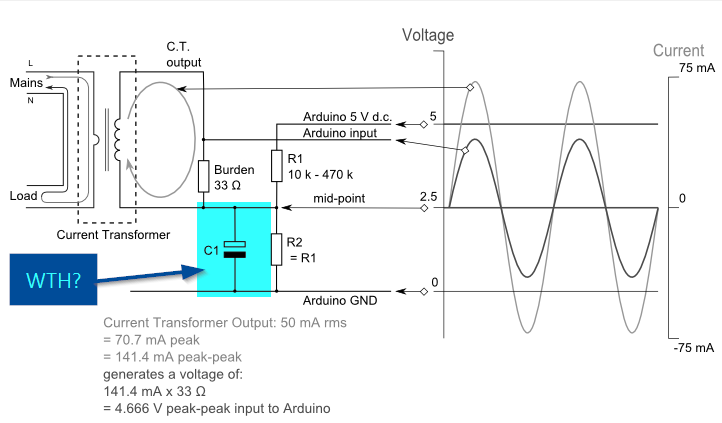 Voltage
Current
C.T.
output
75 mA
L
Mains
N
Arduino 5 V d.c.
5
Arduino input
R1
10 k - 470 k
Burden
33 Ω
mid-point
2.5
0
Load
Current Transformer
C1
R2
= R1
WTH?
0
Arduino GND
Current Transformer Output: 50 mA rms
= 70.7 mA peak
= 141.4 mA peak-peak
generates a voltage of:
141.4 mA x 33 Ω
= 4.666 V peak-peak input to Arduino
-75 mA